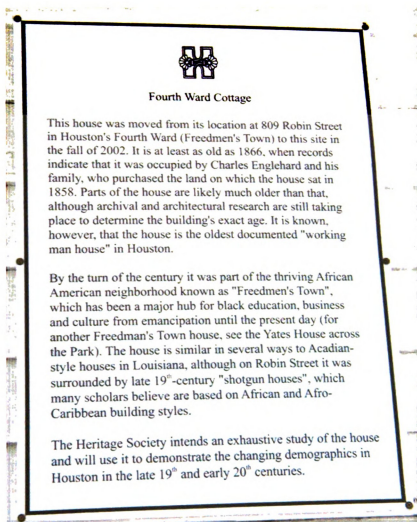 H
Fourth Ward Cottage
This house was moved from its location at 809 Robin Street
in Houston's Fourth Ward (Freedmen's Town) to this site in
the fall of 2002. It is at least as old as 1866, when records
indicate that it was occupied by Charles Englehard and his
family, who purchased the land on which the house sat in
1858. Parts of the house are likely much older than that,
although archival and architectural research are still taking
place to determine the building's exact age. It is known,
however, that the house is the oldest documented "working
man house" in Houston.
By the turn of the century it was part of the thriving African
American neighborhood known as "Freedmen's Town",
which has been a major hub for black education, business
and culture from emancipation until the present day (for
another Freedman's Town house, see the Yates House across
the Park). The house is similar in several ways to Acadian-
style houses in Louisiana, although on Robin Street it was
surrounded by late 19th-century "shotgun houses", which
many scholars believe are based on African and Afro-
Caribbean building styles.
The Heritage Society intends an exhaustive study of the house
and will use it to demonstrate the changing demographics in
Houston in the late 19th and early 20th centuries.